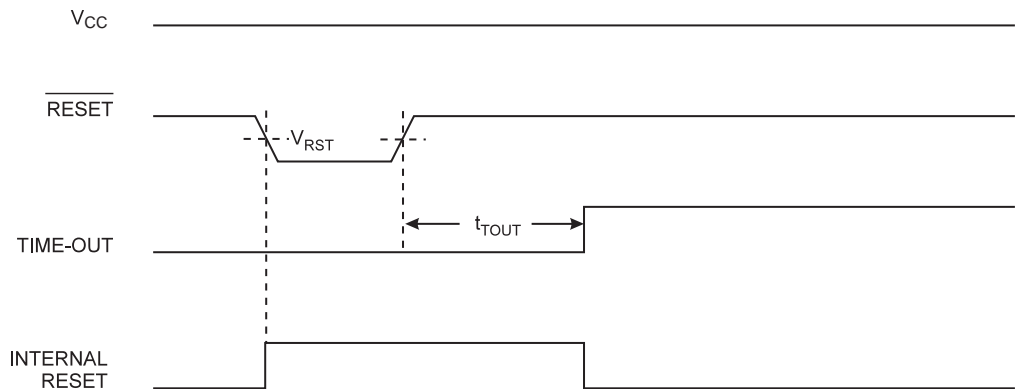 VCC
RESET
VRST
tTOUT
TIME-OUT
INTERNAL
RESET